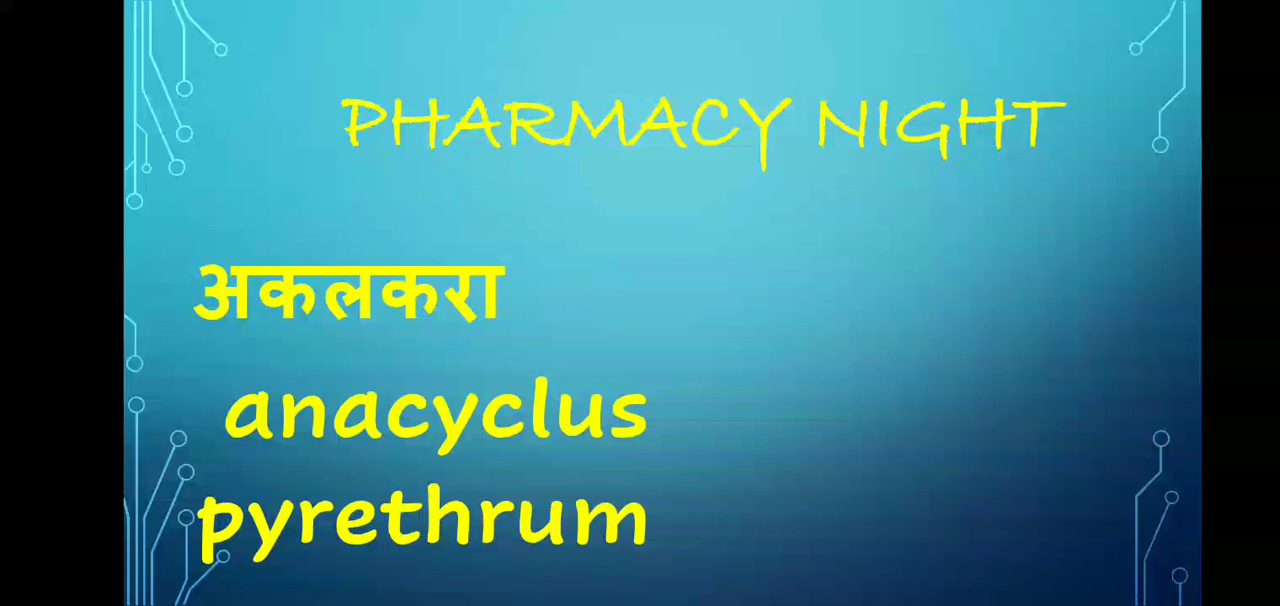 PHARMACY NIGHT
अकलकरा
anacyclus
pyrethrum